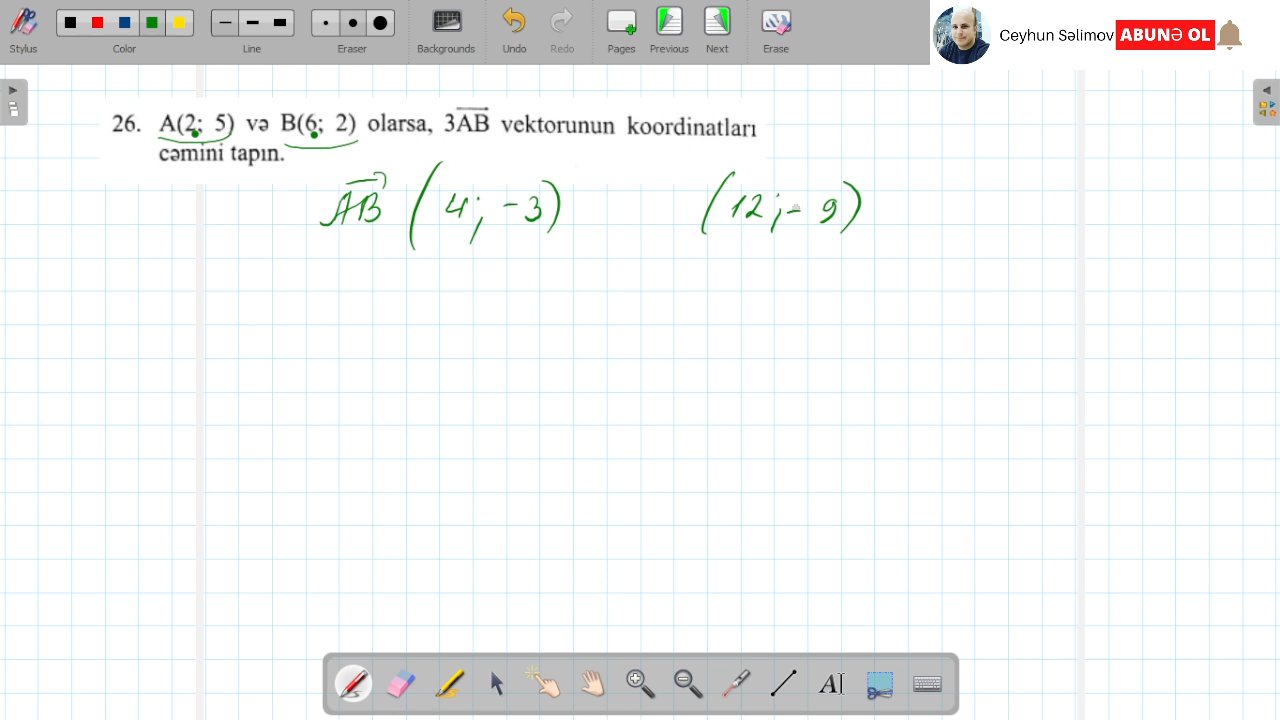 Stylus
Color
Line
Eraser
Backgrounds
Undo
Redo
Pages
Previous
Next
Erase
Ceyhun Səlimov
ABUNƏ OL
26. A(2; 5) və B(6; 2) olarsa, 3AB vektorunun koordinatları
cəmini tapın.
AB (4; -3) (12; - 9)